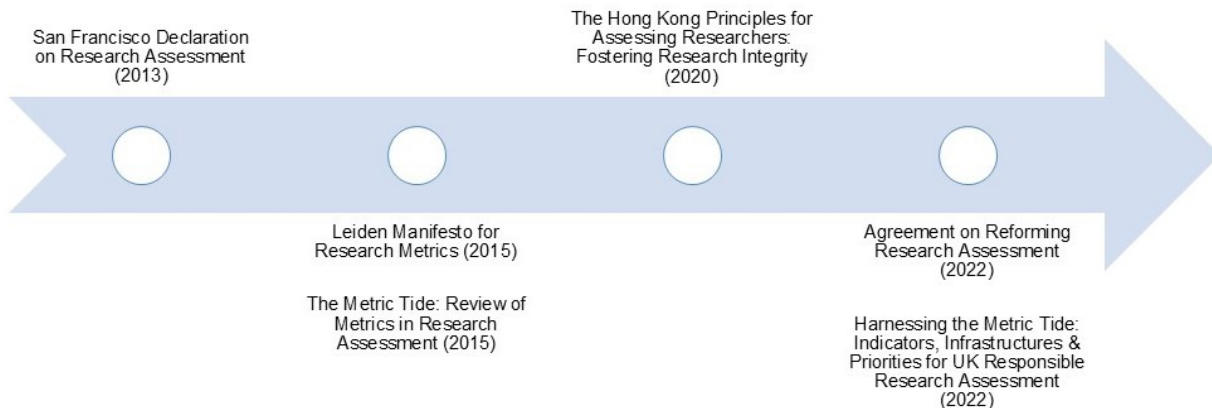 San Francisco Declaration
on Research Assessment
(2013)
The Hong Kong Principles for
Assessing Researchers:
Fostering Research Integrity
(2020)
Leiden Manifesto for
Research Metrics (2015)
The Metric Tide: Review of
Metrics in Research
Assessment (2015)
Agreement on Reforming
Research Assessment
(2022)
Harnessing the Metric Tide:
Indicators, Infrastructures &
Priorities for UK Responsible
Research Assessment
(2022)